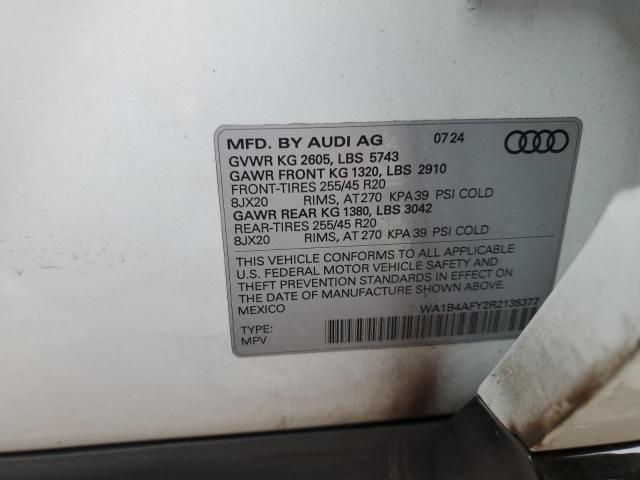 MFD. BY AUDI AG 07 24
GVWR KG 2605, LBS 5743
GAWR FRONT KG 1320, LBS 2910
FRONT-TIRES 255/45 R20
8JX20 RIMS, AT 270 KPA 39 PSI COLD
GAWR REAR KG 1380, LBS 3042
REAR-TIRES 255/45 R20
8JX20 RIMS, AT 270 KPA 39 PSI COLD
THIS VEHICLE CONFORMS TO ALL APPLICABLE
U.S. FEDERAL MOTOR VEHICLE SAFETY AND
THEFT PREVENTION STANDARDS IN EFFECT ON
THE DATE OF MANUFACTURE SHOWN ABOVE.
MEXICO WA1B4AFY2R2135377
TYPE:
MPV